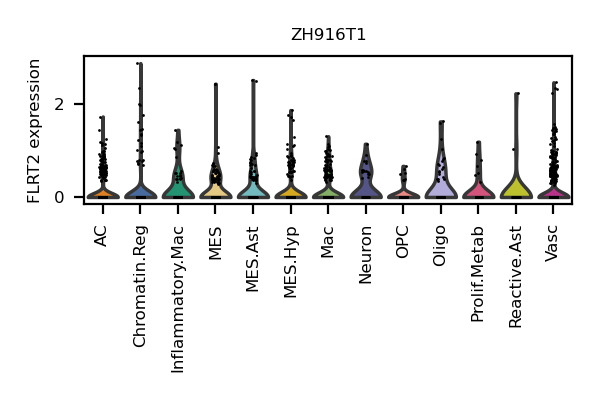 ZH916T1
FLRT2 expression
2
0
AC
Chromatin.Reg
Inflammatory.Mac
MES
MES.Ast
MES.Hyp
Mac
Neuron
OPC
Oligo
Prolif.Metab
Reactive.Ast
Vasc